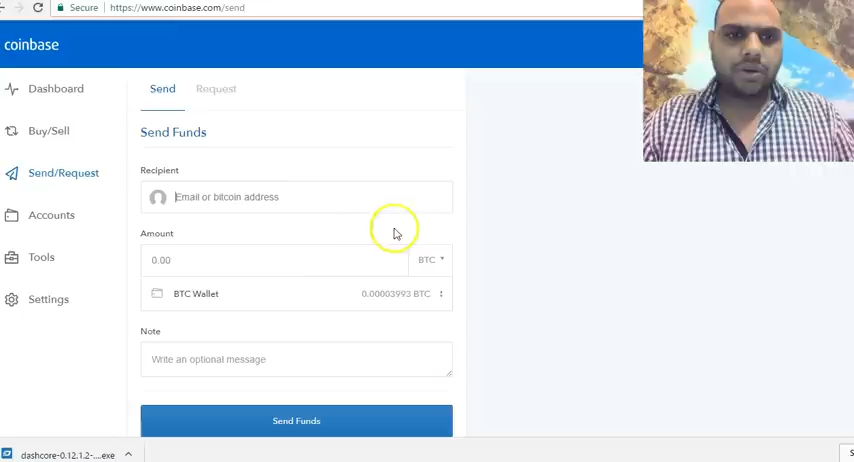 Secure
https://www.coinbase.com/send
coinbase
Dashboard
Buy/Sell
Send/Request
Accounts
Tools
Settings
Send
Request
Send Funds
Recipient
Email or bitcoin address
Amount
0.00
BTC
BTC Wallet
0.00003993 BTC
Note
Write an optional message
Send Funds
dashcore-0.12.1.2-....exe
S